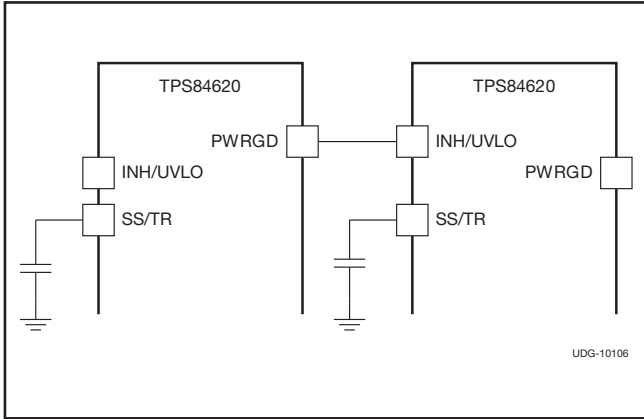 TPS84620
TPS84620
PWRGD
INH/UVLO
INH/UVLO
PWRGD
SS/TR
SS/TR
UDG-10106